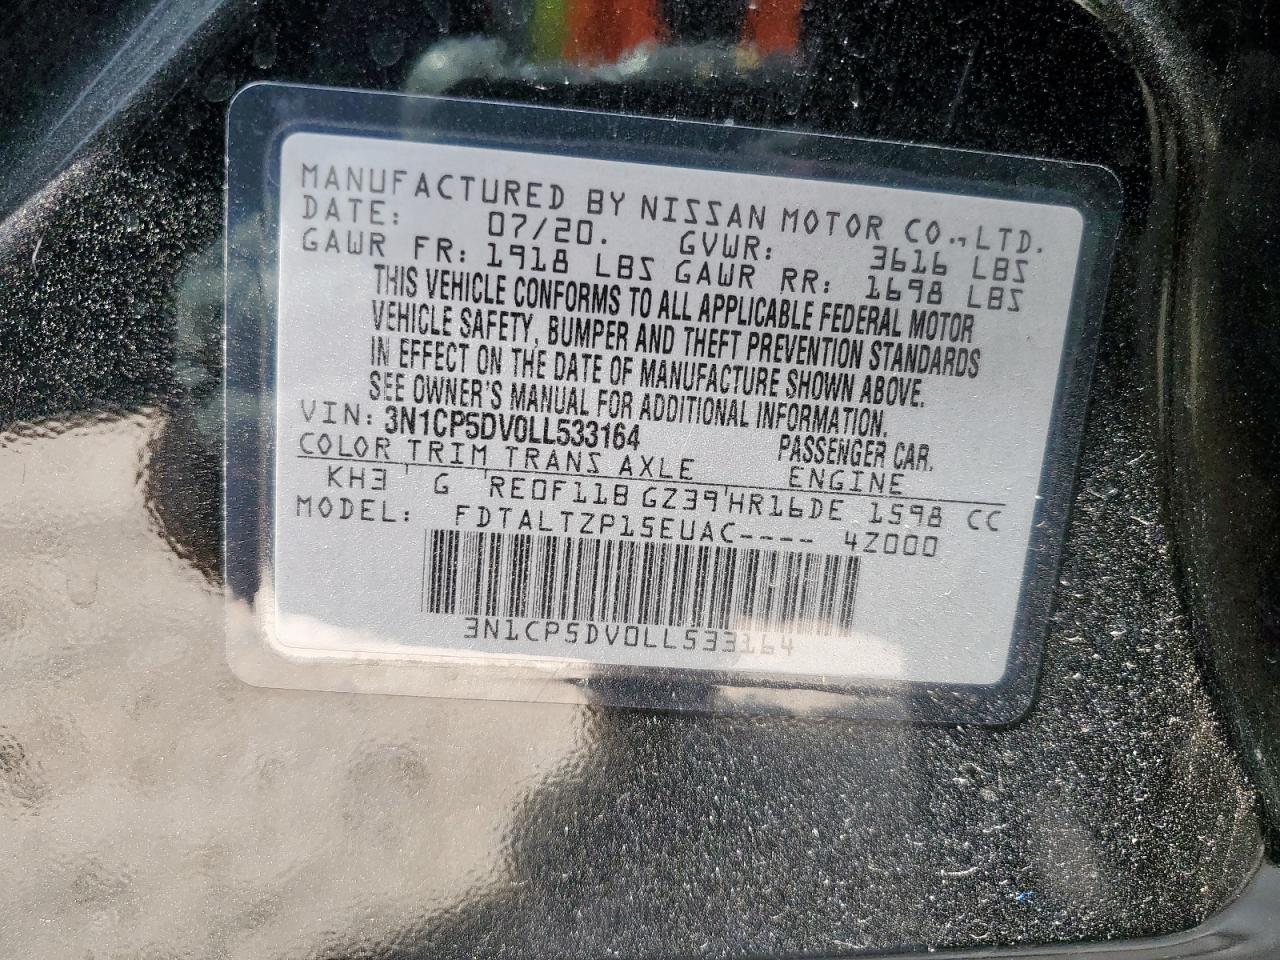 MANUFACTURED BY NISSAN MOTOR CO.,LTD.
DATE: 07/20. GVWR: 3616 LBS
GAWR FR: 1918 LBS GAWR RR: 1698 LBS
THIS VEHICLE CONFORMS TO ALL APPLICABLE FEDERAL MOTOR
VEHICLE SAFETY, BUMPER AND THEFT PREVENTION STANDARDS
IN EFFECT ON THE DATE OF MANUFACTURE SHOWN ABOVE.
SEE OWNER'S MANUAL FOR ADDITIONAL INFORMATION.
VIN: 3N1CP5DV0LL533164 PASSENGER CAR.
COLOR TRIM TRANS AXLE ENGINE
KH3 G RE0F11B GZ39 HR16DE 1598 CC
MODEL: FDTALTZP15EUAC---- 4Z000
3N1CP5DV0LL533164